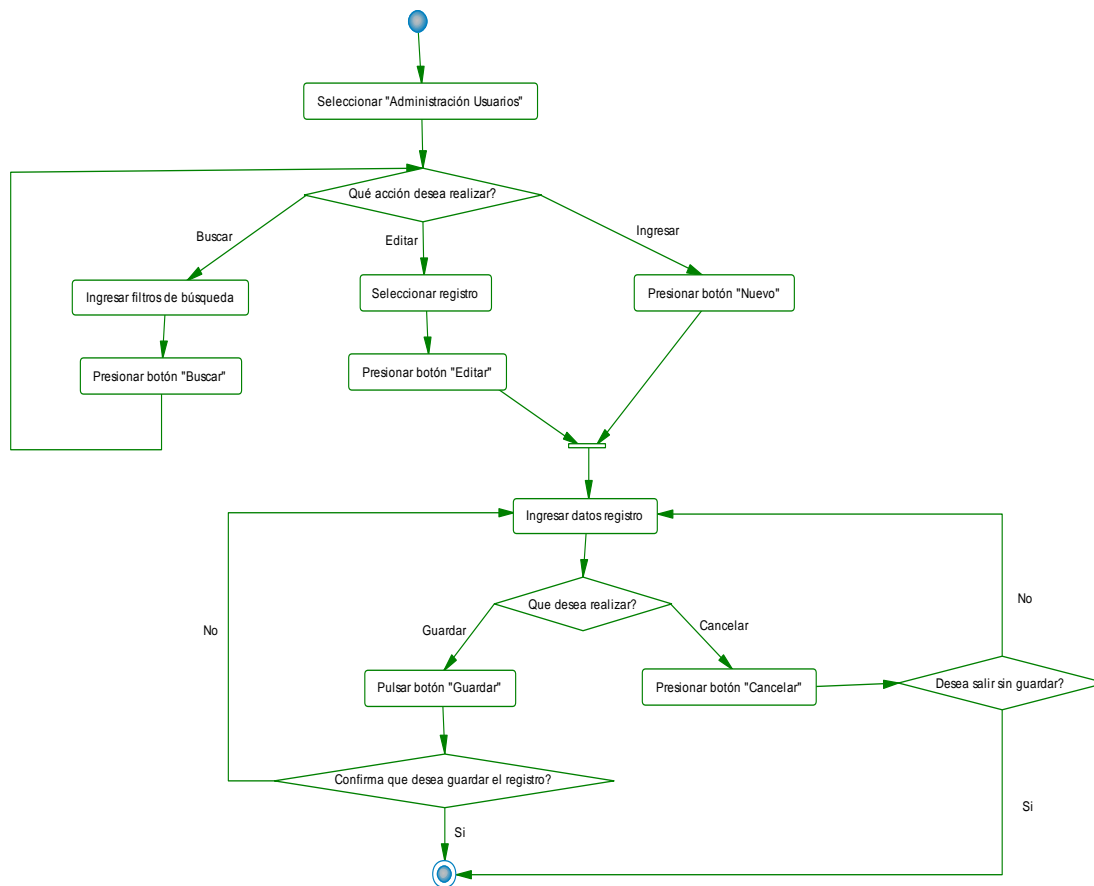 Seleccionar "Administración Usuarios"
Qué acción desea realizar?
Buscar
Editar
Ingresar
Ingresar filtros de búsqueda
Seleccionar registro
Presionar botón "Nuevo"
Presionar botón "Buscar"
Presionar botón "Editar"
Ingresar datos registro
Que desea realizar?
No
Guardar
Cancelar
No
Pulsar botón "Guardar"
Presionar botón "Cancelar"
Desea salir sin guardar?
Confirma que desea guardar el registro?
Si
Si